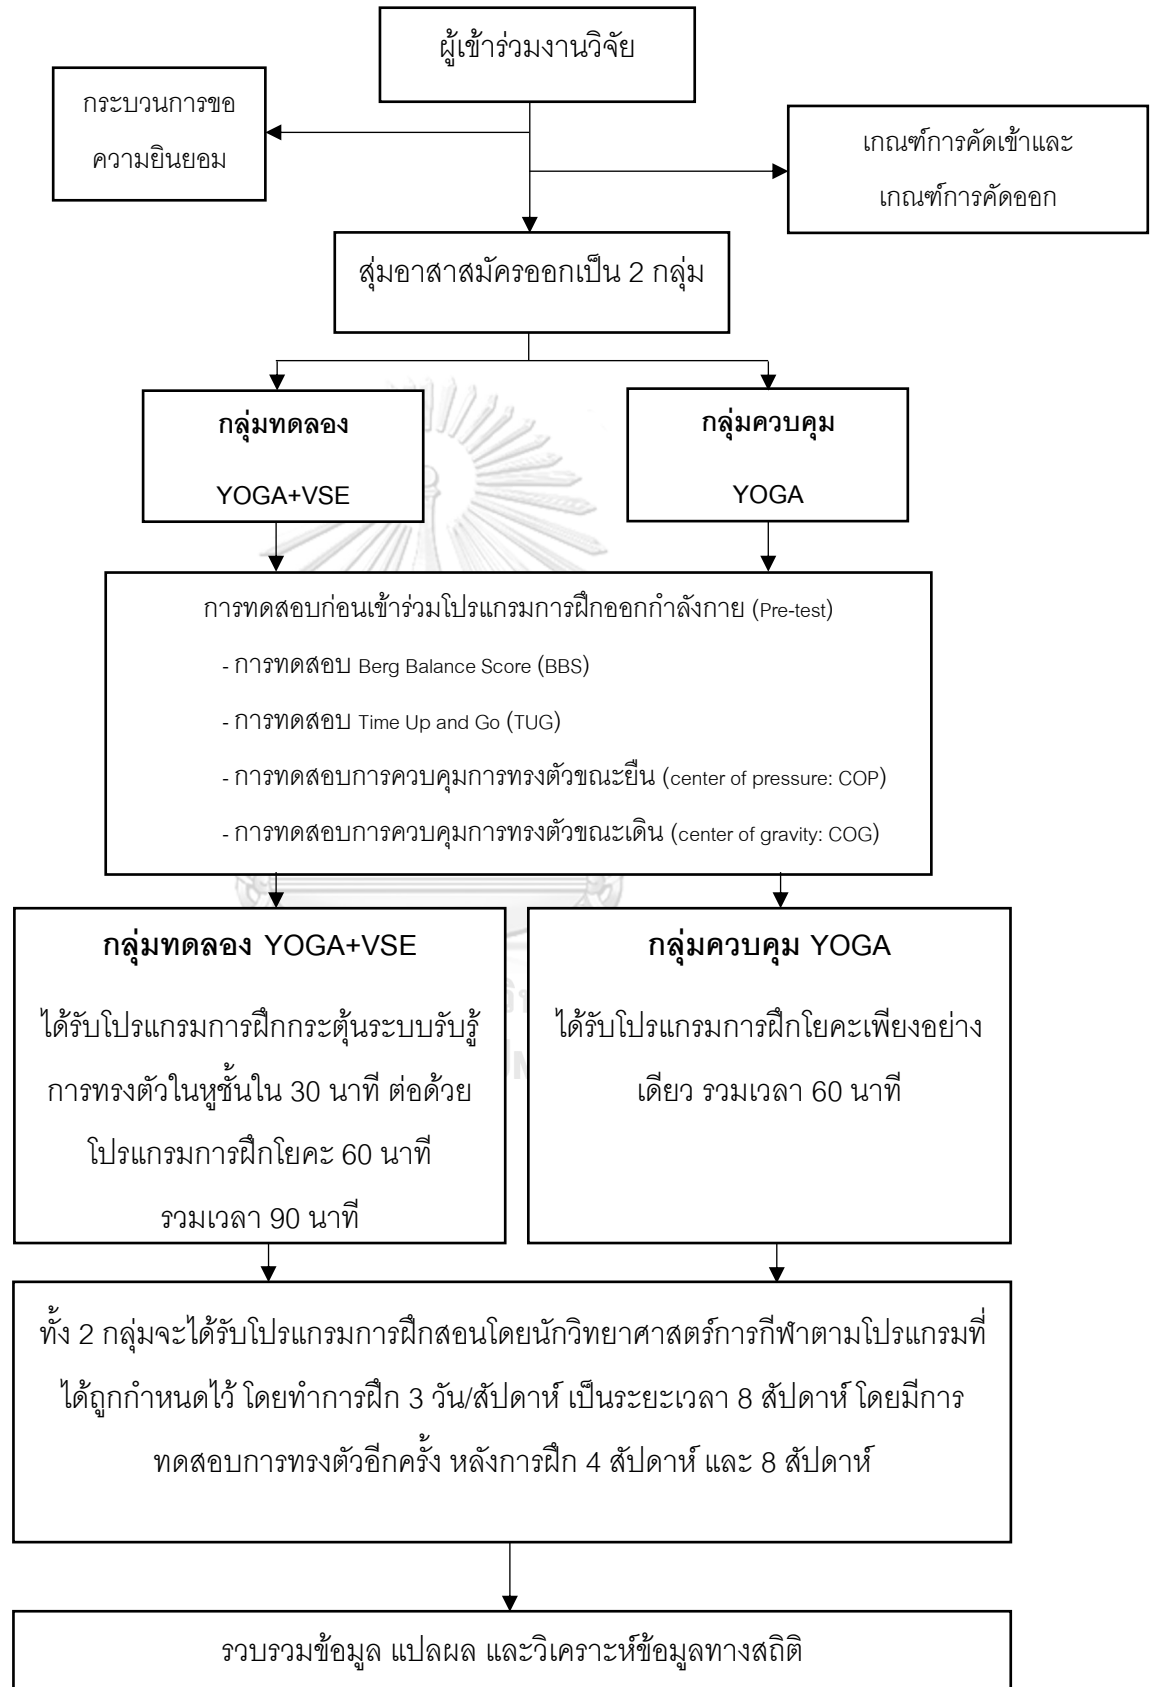 ผู้เข้าร่วมงานวิจัย
กระบวนการขอ
ความยินยอม
เกณฑ์การคัดเข้าและ
เกณฑ์การคัดออก
สุ่มอาสาสมัครออกเป็น 2 กลุ่ม
กลุ่มทดลอง
YOGA+VSE
กลุ่มควบคุม
YOGA
การทดสอบก่อนเข้าร่วมโปรแกรมการฝึกออกกำลังกาย (Pre-test)
- การทดสอบ Berg Balance Score (BBS)
- การทดสอบ Time Up and Go (TUG)
- การทดสอบการควบคุมการทรงตัวขณะยืน (center of pressure: COP)
- การทดสอบการควบคุมการทรงตัวขณะเดิน (center of gravity: COG)
กลุ่มทดลอง YOGA+VSE
ได้รับโปรแกรมการฝึกกระตุ้นระบบรับรู้
การทรงตัวในหูชั้นใน 30 นาที ต่อด้วย
โปรแกรมการฝึกโยคะ 60 นาที
รวมเวลา 90 นาที
กลุ่มควบคุม YOGA
ได้รับโปรแกรมการฝึกโยคะเพียงอย่าง
เดียว รวมเวลา 60 นาที
ทั้ง 2 กลุ่มจะได้รับโปรแกรมการฝึกสอนโดยนักวิทยาศาสตร์การกีฬาตามโปรแกรมที่
ได้ถูกกำหนดไว้ โดยทำการฝึก 3 วัน/สัปดาห์ เป็นระยะเวลา 8 สัปดาห์ โดยมีการ
ทดสอบการทรงตัวอีกครั้ง หลังการฝึก 4 สัปดาห์ และ 8 สัปดาห์
รวบรวมข้อมูล แปลผล และวิเคราะห์ข้อมูลทางสถิติ